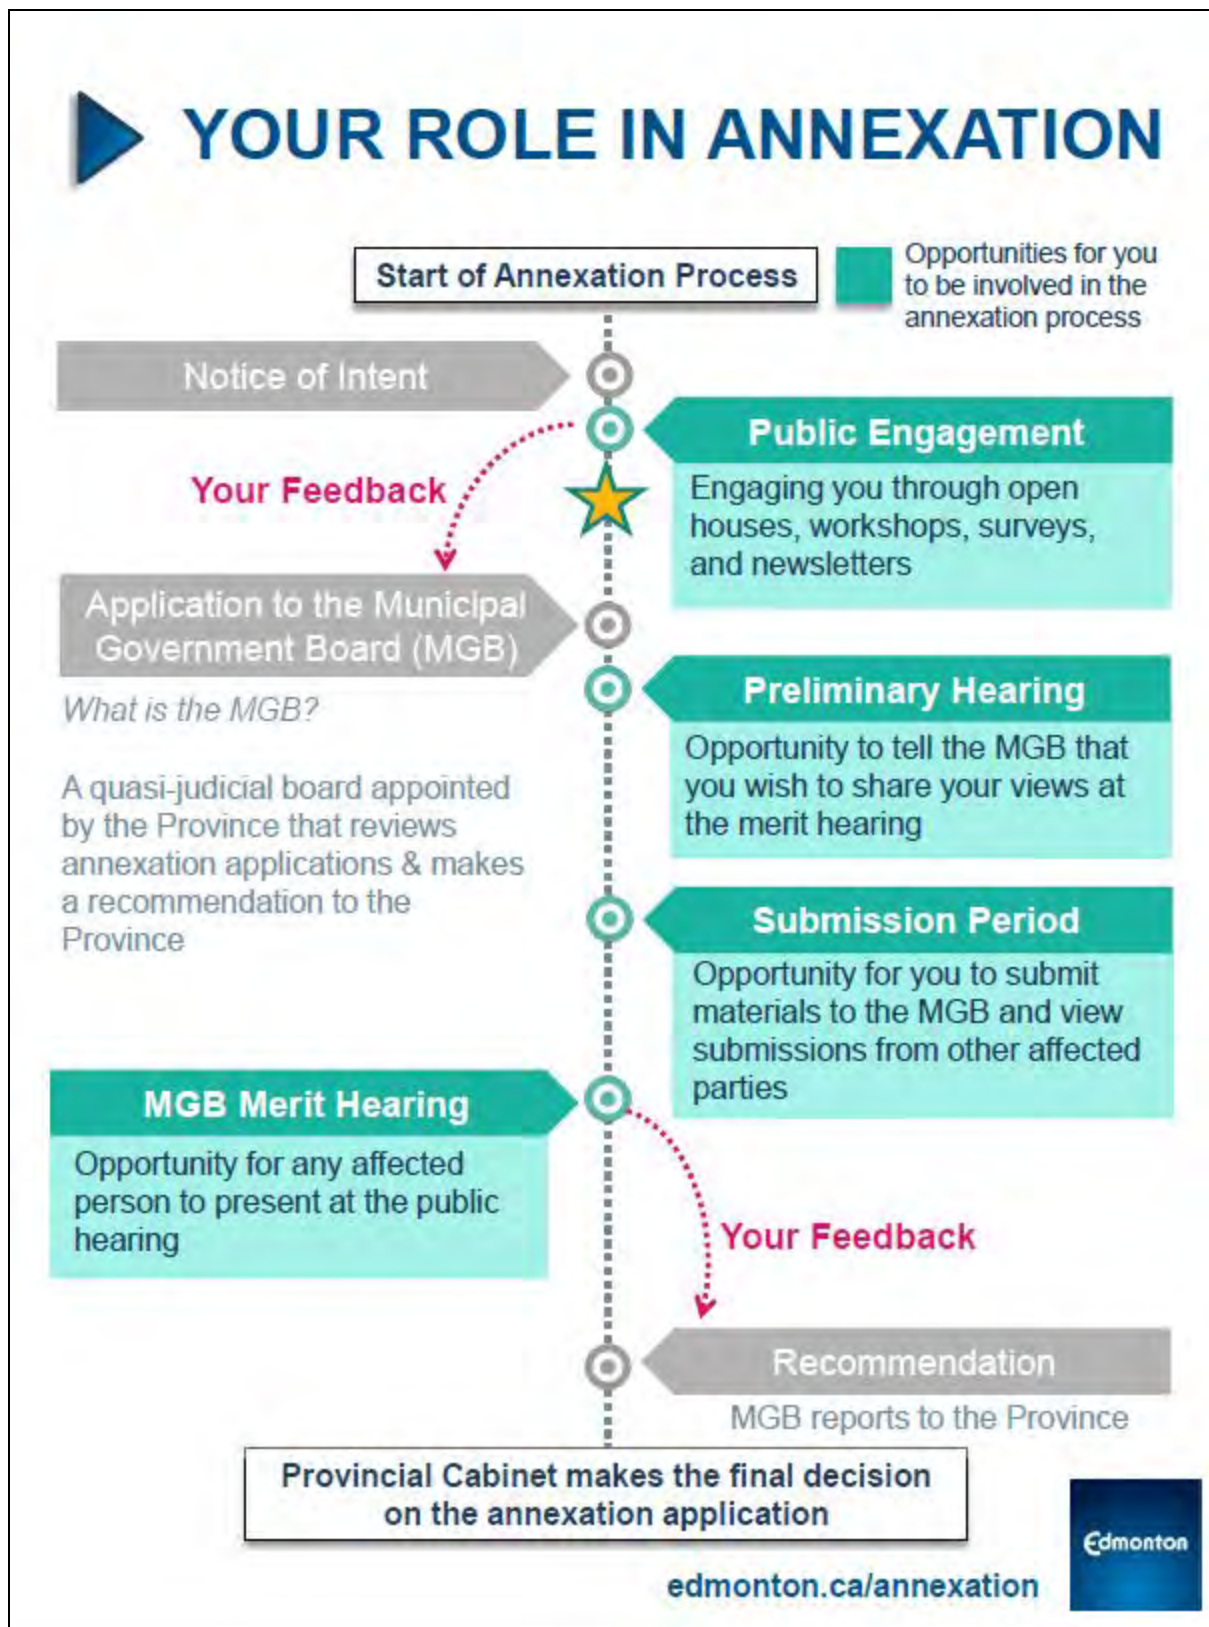 YOUR ROLE IN ANNEXATION
Start of Annexation Process
Opportunities for you
to be involved in the
annexation process
Notice of Intent
Public Engagement
Engaging you through open
houses, workshops, surveys,
and newsletters
Your Feedback
Application to the Municipal
Government Board (MGB)
What is the MGB?
A quasi-judicial board appointed
by the Province that reviews
annexation applications & makes
a recommendation to the
Province
Preliminary Hearing
Opportunity to tell the MGB that
you wish to share your views at
the merit hearing
Submission Period
Opportunity for you to submit
materials to the MGB and view
submissions from other affected
parties
MGB Merit Hearing
Opportunity for any affected
person to present at the public
hearing
Your Feedback
Recommendation
MGB reports to the Province
Provincial Cabinet makes the final decision
on the annexation application
edmonton.ca/annexation
Edmonton